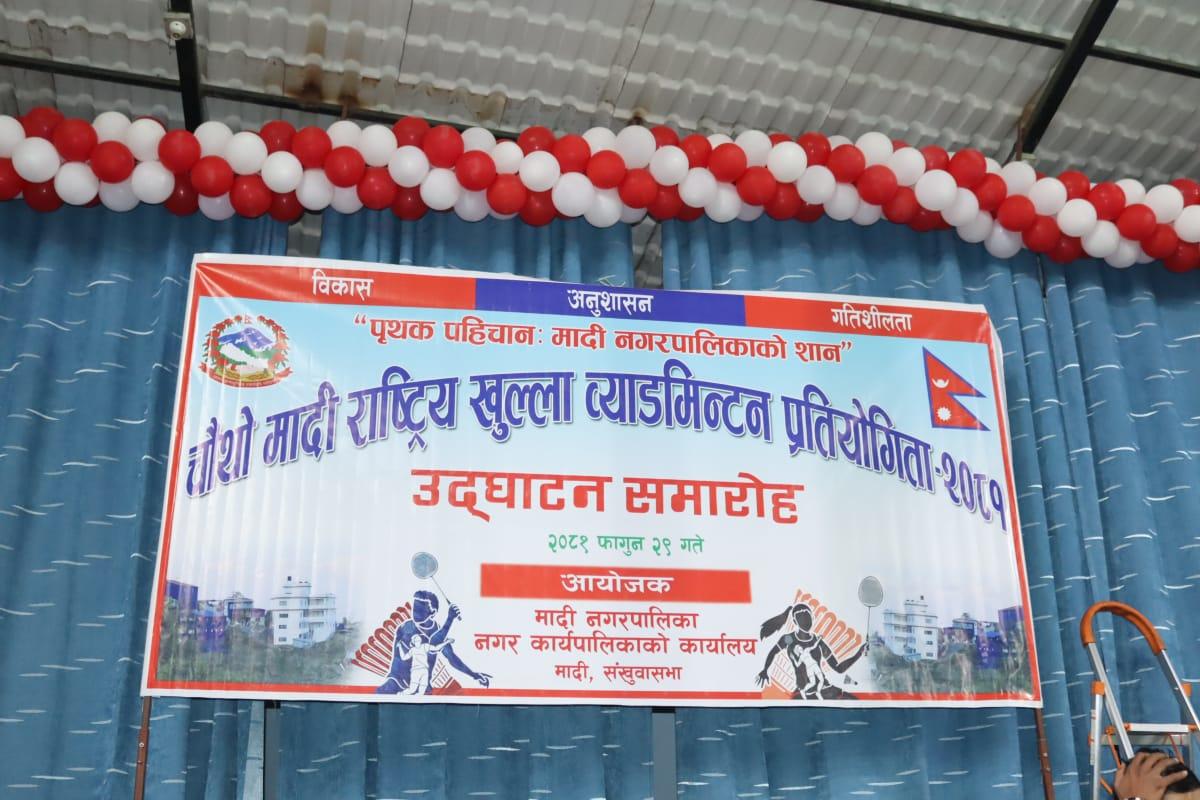 विकास अनुशासन गतिशीलता
“पृथक पहिचानः मादी नगरपालिकाको शान”
चौशो मादी राष्ट्रिय खुल्ला व्याडमिन्टन प्रतियोगिता-२०८१
उद्घाटन समारोह
२०८१ फागुन २९ गते
आयोजक
मादी नगरपालिका
नगर कार्यपालिकाको कार्यालय
मादी, संखुवासभा